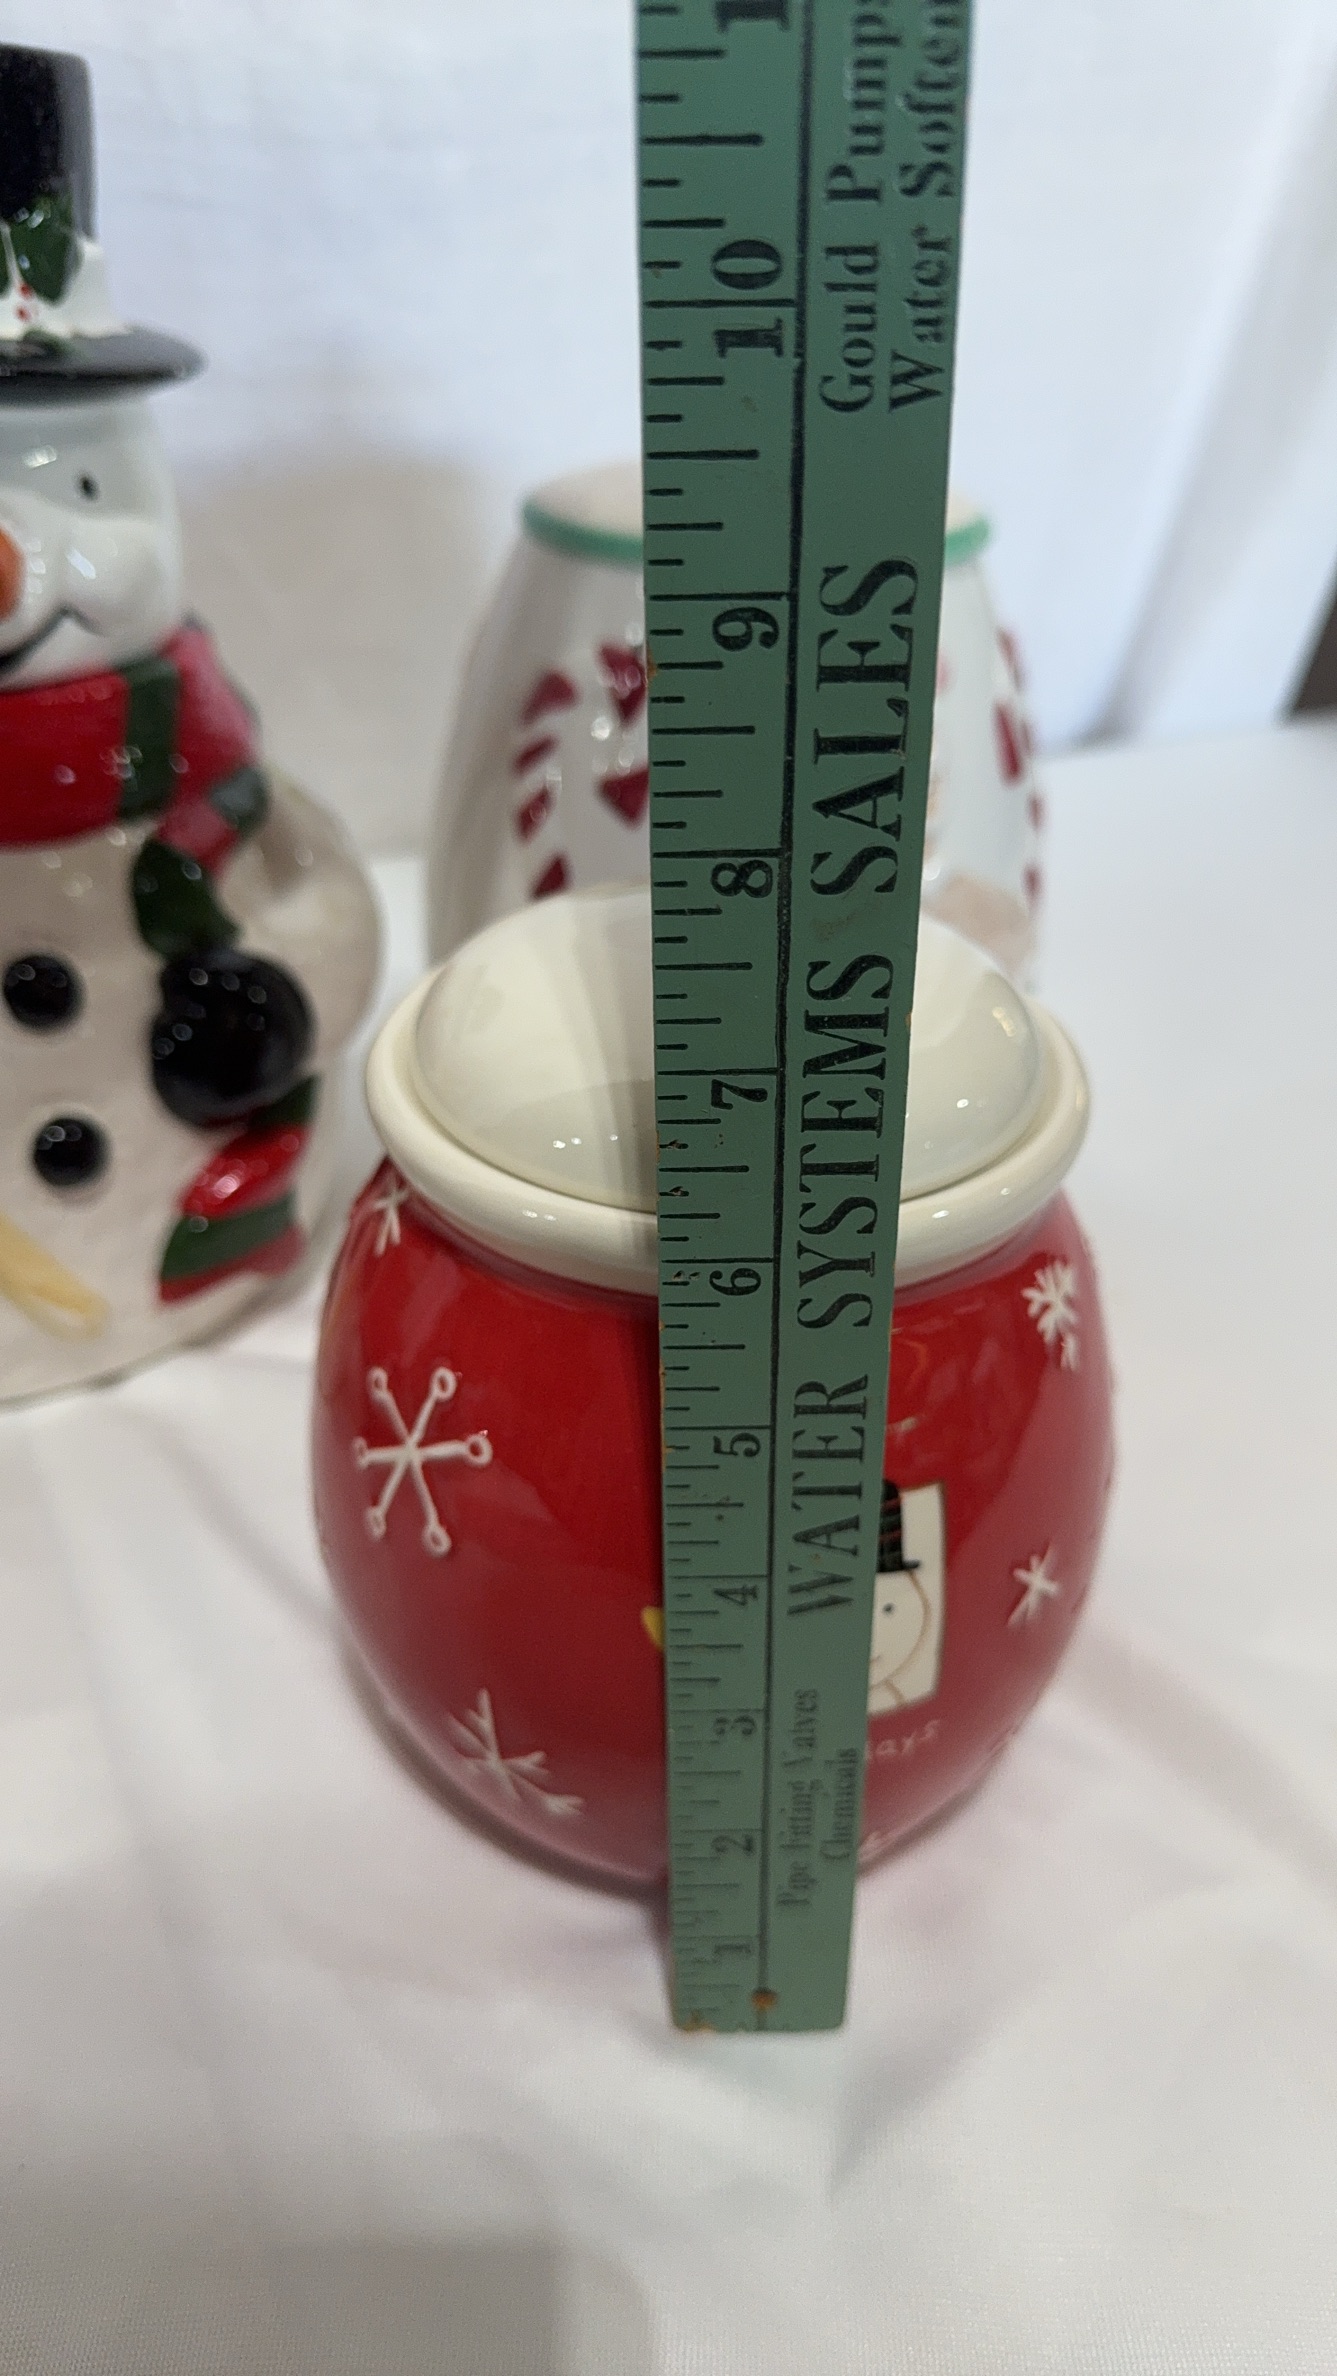 Gould Pumps
Water Soften
WATER SYSTEMS SALES
Pipe Fitting Valves
Chemicals
10
9
8
7
6
5
4
3
2
1
ays